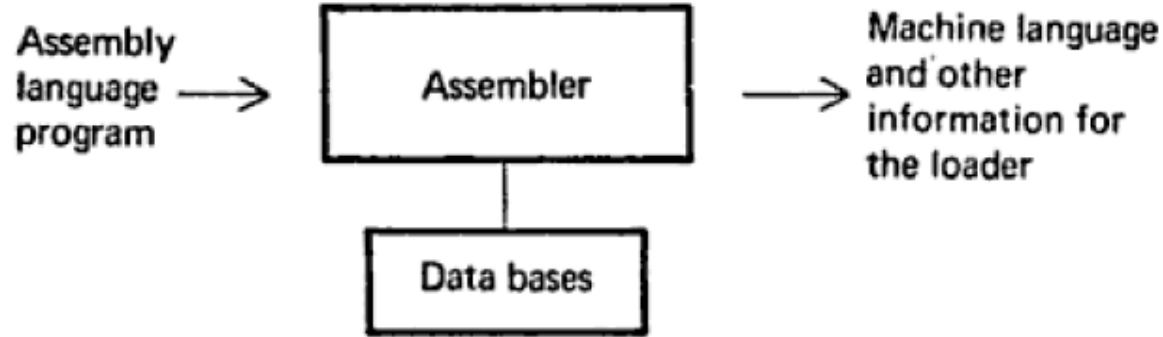 Assembly
language
program
Assembler
Machine language
and other
information for
the loader
Data bases